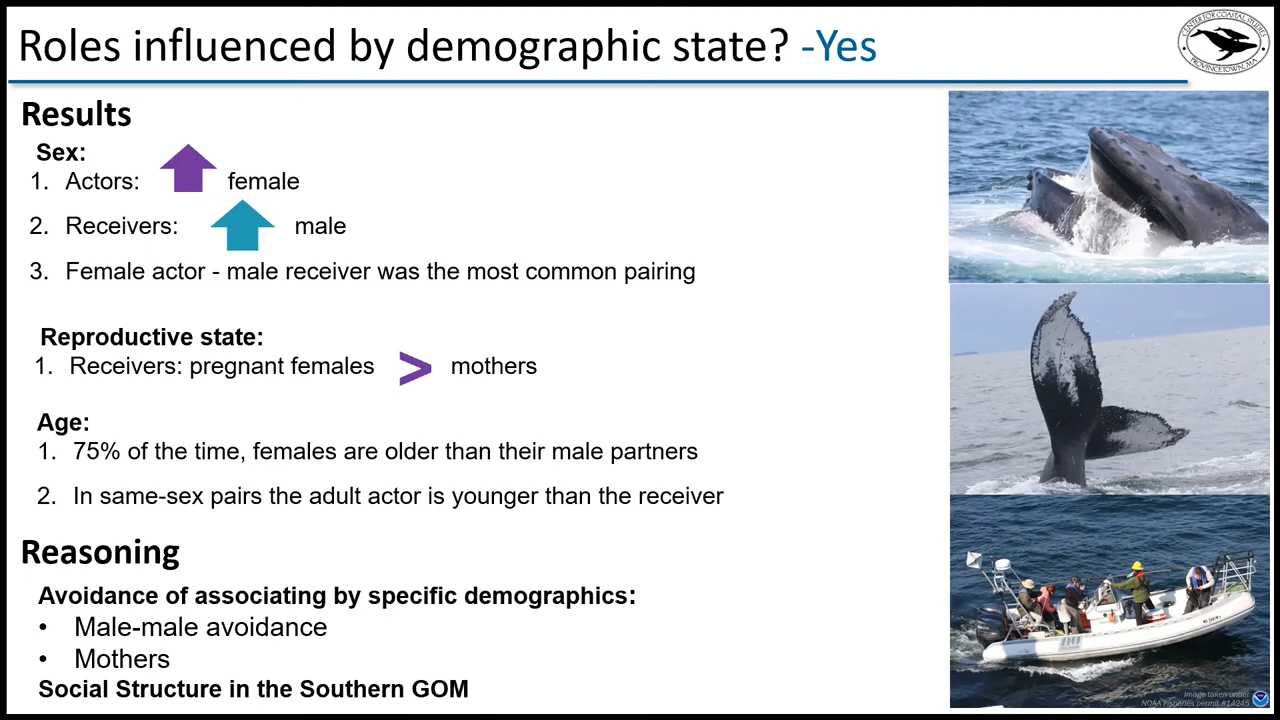 Roles influenced by demographic state? -Yes
CENTER FOR COASTAL STUDIES
PROVINCETOWN, MA
Results
Sex:
1. Actors: female
2. Receivers: male
3. Female actor - male receiver was the most common pairing
Reproductive state:
1. Receivers: pregnant females > mothers
Age:
1. 75% of the time, females are older than their male partners
2. In same-sex pairs the adult actor is younger than the receiver
Reasoning
Avoidance of associating by specific demographics:
• Male-male avoidance
• Mothers
Social Structure in the Southern GOM
Image taken under
NOAA Fisheries permit #14245